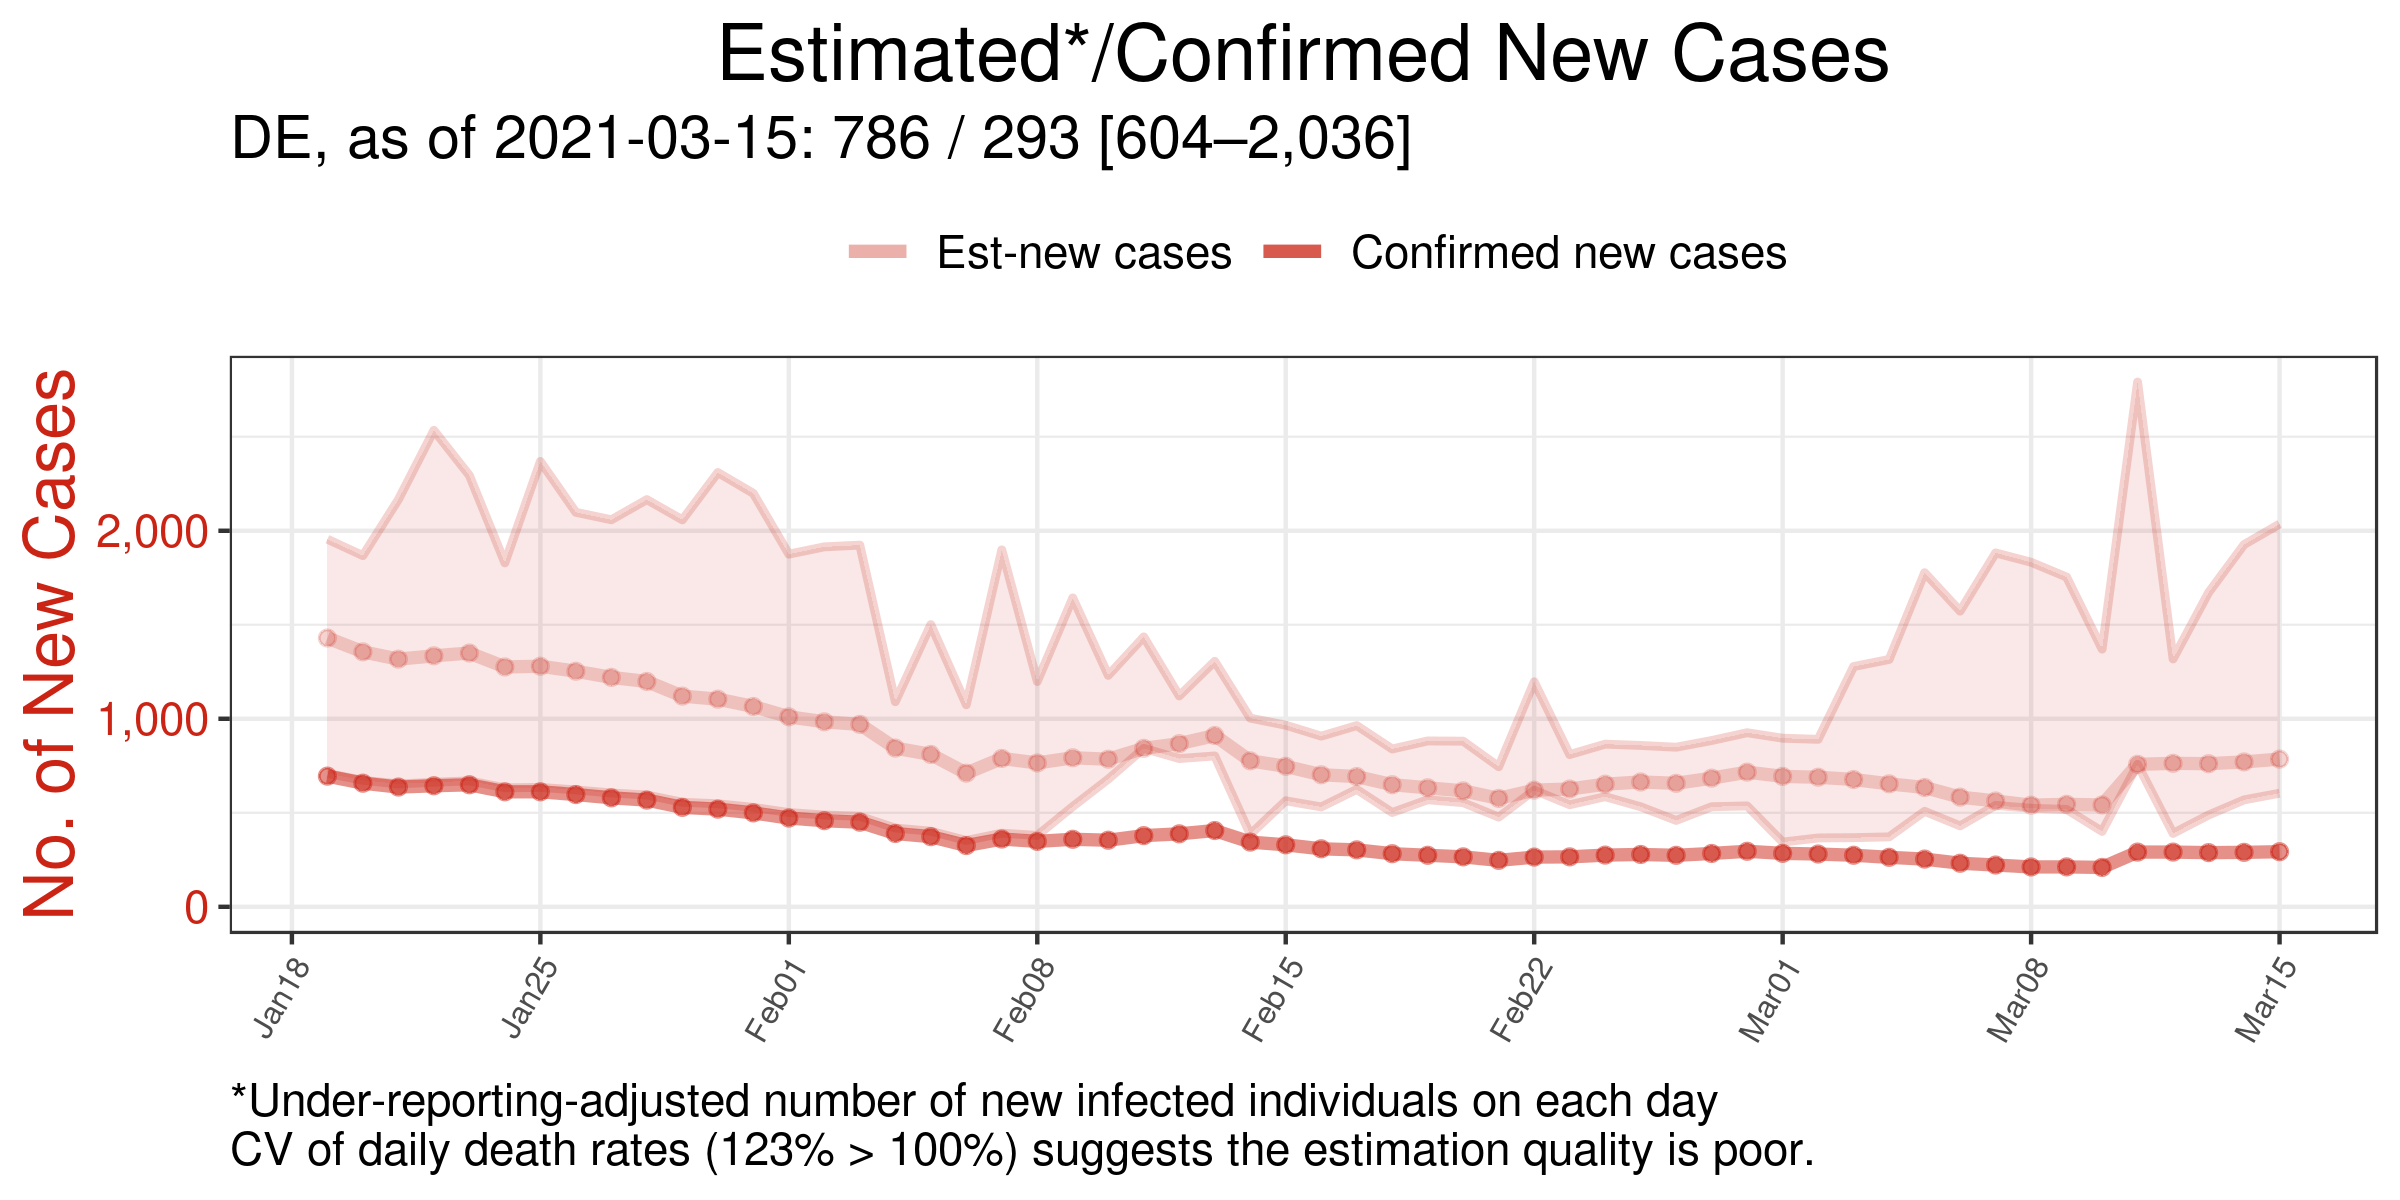 Estimated*/Confirmed New Cases
DE, as of 2021-03-15: 786 / 293 [604–2,036]
Est-new cases
Confirmed new cases
No. of New Cases
2,000
1,000
0
Jan18
Jan25
Feb01
Feb08
Feb15
Feb22
Mar01
Mar08
Mar15
*Under-reporting-adjusted number of new infected individuals on each day
CV of daily death rates (123% > 100%) suggests the estimation quality is poor.